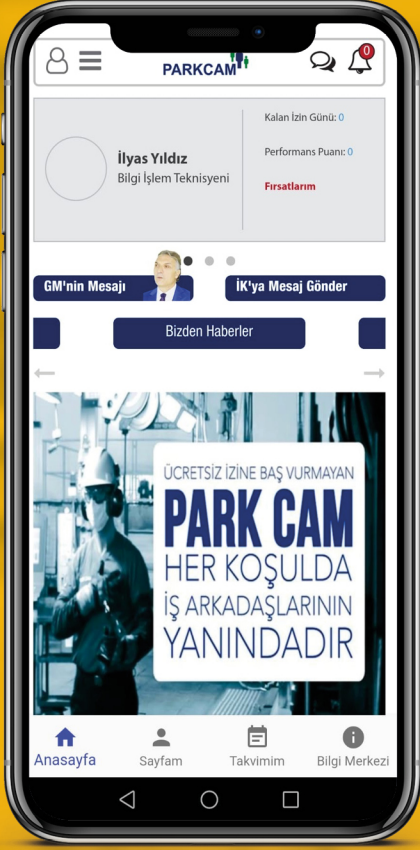 0
PARKCAM
Kalan İzin Günü: 0
İlyas Yıldız
Bilgi İşlem Teknisyeni
Performans Puanı: 0
Fırsatlarım
GM'nin Mesajı
İK'ya Mesaj Gönder
Bizden Haberler
ÜCRETSİZ İZİNE BAŞ VURMAYAN
PARK CAM
HER KOŞULDA
İŞ ARKADAŞLARININ
YANINDADIR
Anasayfa
Sayfam
Takvimim
Bilgi Merkezi